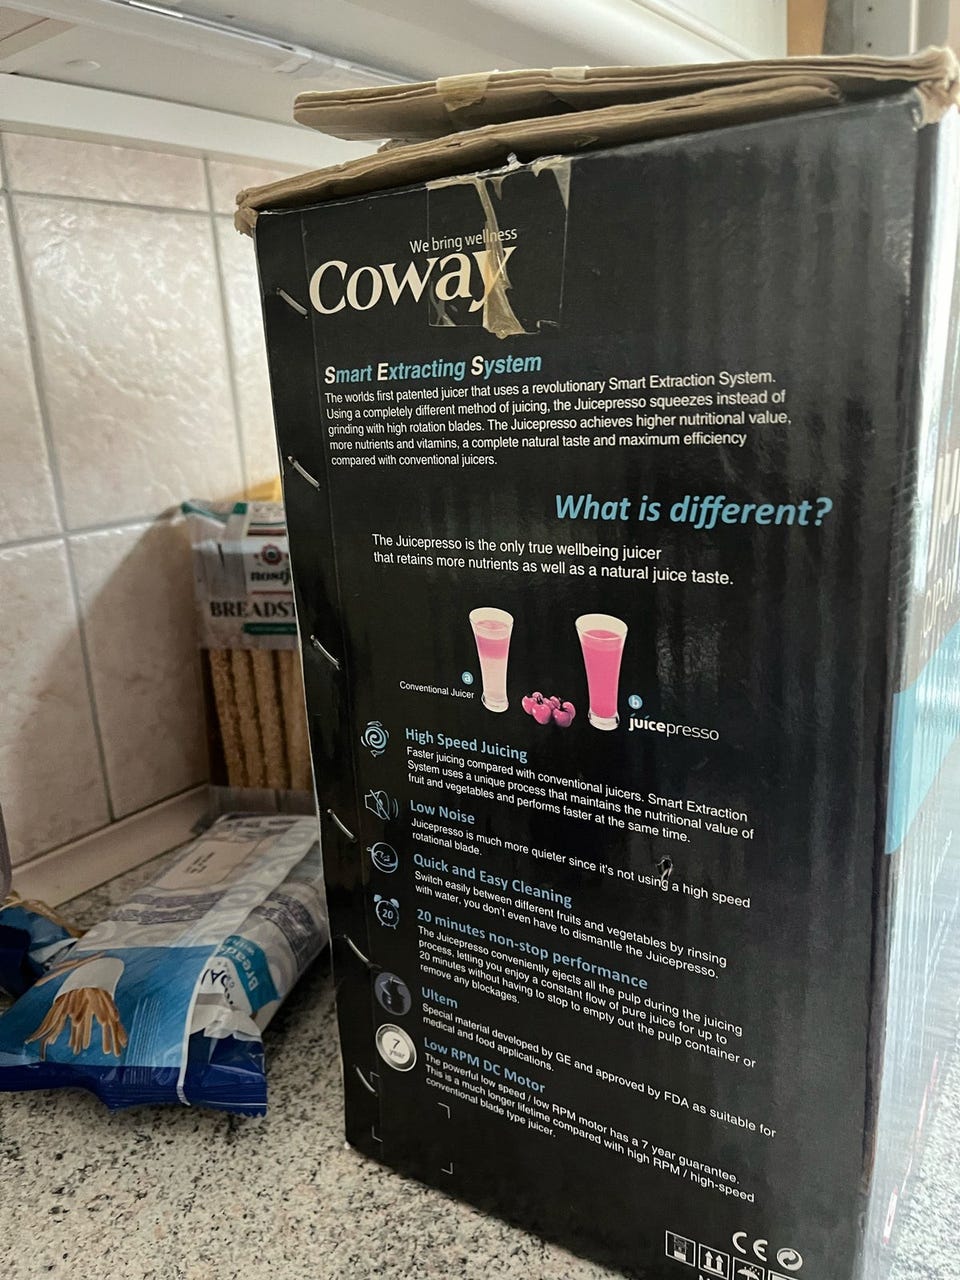 We bring wellness
Coway
Smart Extracting System
The worlds first patented juicer that uses a revolutionary Smart Extraction System.
Using a completely different method of juicing, the Juicepresso squeezes instead of
grinding with high rotation blades. The Juicepresso achieves higher nutritional value,
more nutrients and vitamins, a complete natural taste and maximum efficiency
compared with conventional juicers.
What is different?
The Juicepresso is the only true wellbeing juicer
that retains more nutrients as well as a natural juice taste.
a
Conventional Juicer
b
juicepresso
High Speed Juicing
Faster juicing compared with conventional juicers. Smart Extraction
System uses a unique process that maintains the nutritional value of
fruit and vegetables and performs faster at the same time.
Low Noise
Juicepresso is much more quieter since it's not using a high speed
rotational blade.
Quick and Easy Cleaning
Switch easily between different fruits and vegetables by rinsing
with water, you don't even have to dismantle the Juicepresso.
20
20 minutes non-stop performance
The Juicepresso conveniently ejects all the pulp during the juicing
process, letting you enjoy a constant flow of pure juice for up to
20 minutes without having to stop to empty out the pulp container or
remove any blockages.
Ultem
Special material developed by GE and approved by FDA as suitable for
medical and food applications.
7
year
Low RPM DC Motor
The powerful low speed / low RPM motor has a 7 year guarantee.
This is a much longer lifetime compared with high RPM / high-speed
conventional blade type juicer.
CE
BREADST